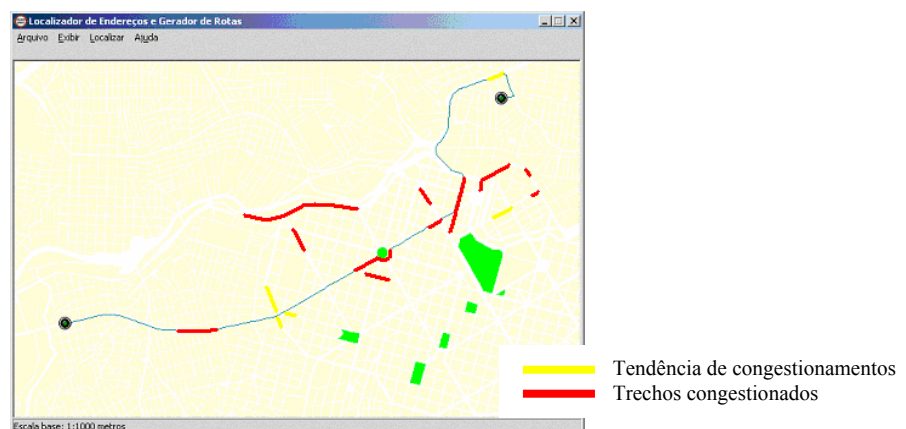 Localizador de Endereços e Gerador de Rotas
Arquivo Exibir Localizar Ajuda
Tendência de congestionamentos
Trechos congestionados
Escala base: 1:1000 metros